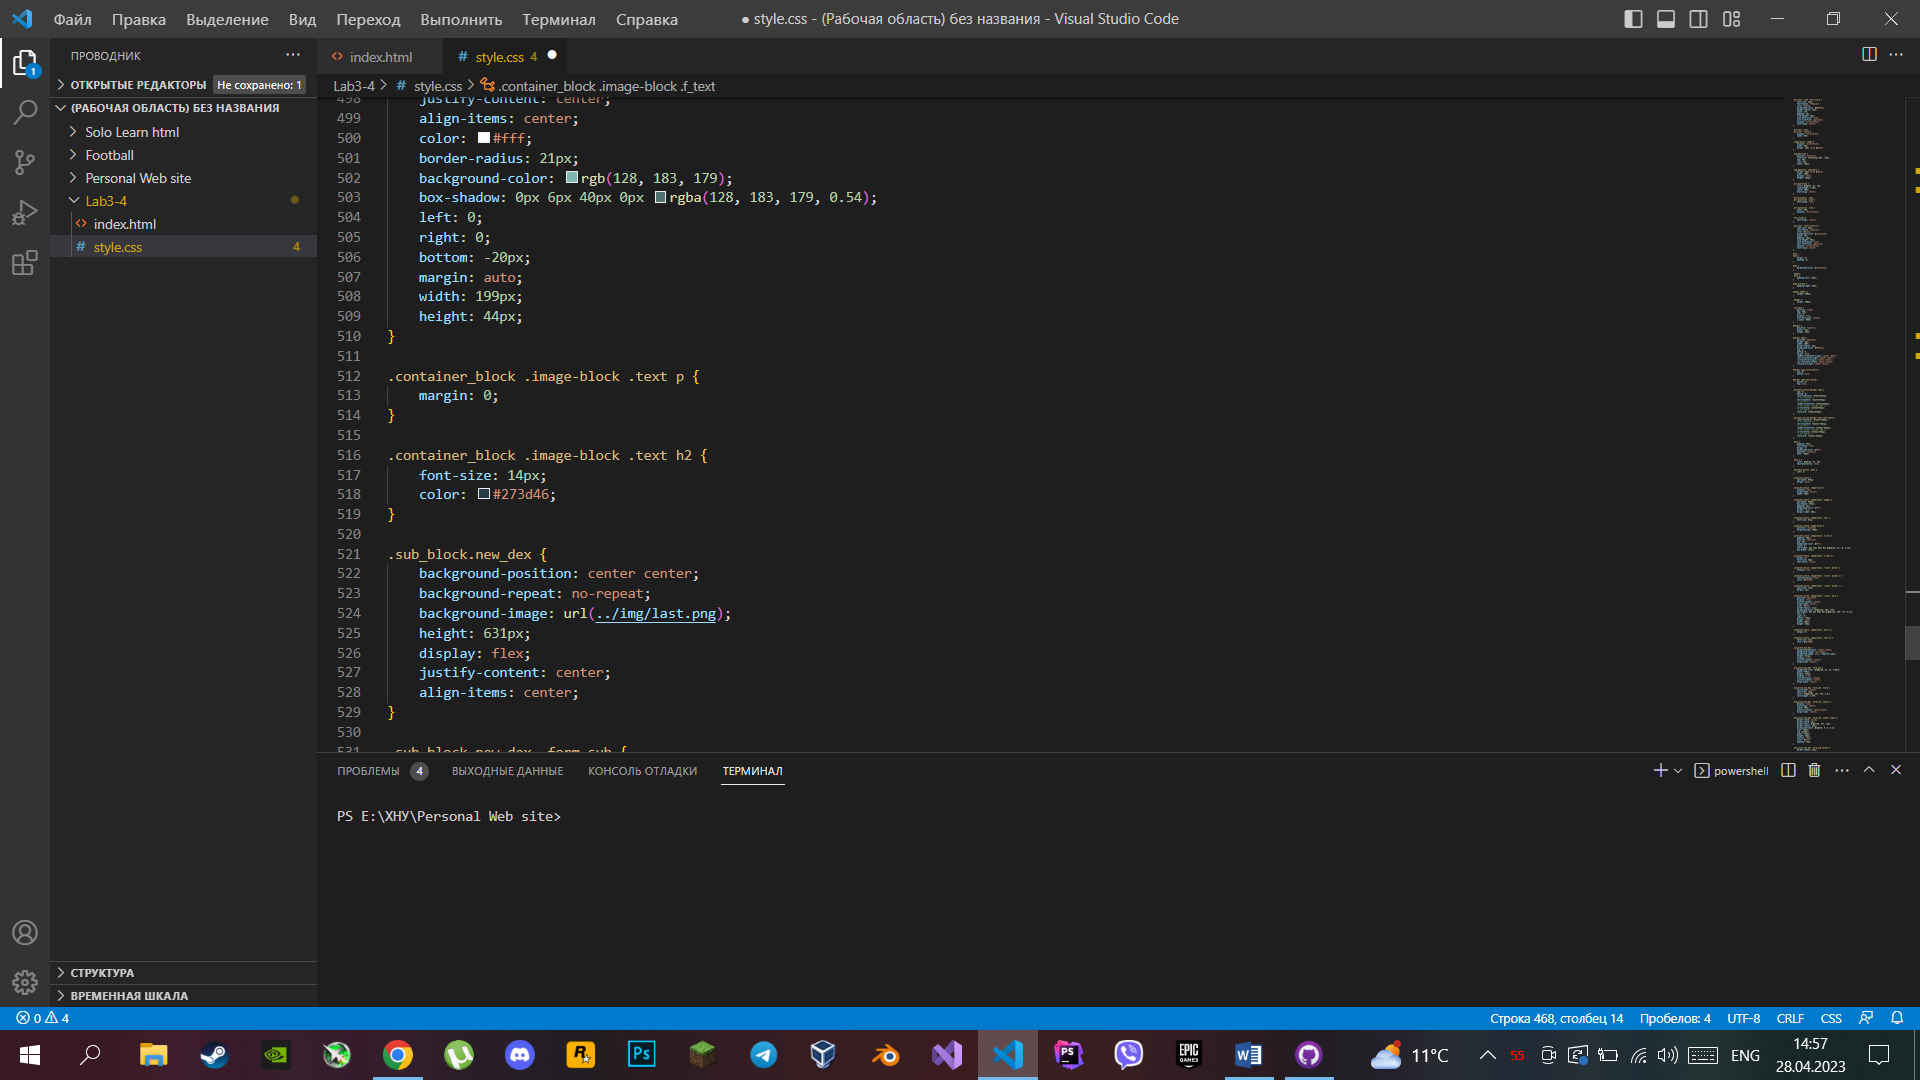 Файл Правка Выделение Вид Переход Выполнить Терминал Справка
● style.css - (Рабочая область) без названия - Visual Studio Code
ПРОВОДНИК
ОТКРЫТЫЕ РЕДАКТОРЫ Не сохранено: 1
(РАБОЧАЯ ОБЛАСТЬ) БЕЗ НАЗВАНИЯ
Solo Learn html
Football
Personal Web site
Lab3-4
index.html
style.css 4
СТРУКТУРА
ВРЕМЕННАЯ ШКАЛА
index.html
# style.css 4
Lab3-4 > # style.css > .container_block .image-block .f_text
498 justify-content: center;
499 align-items: center;
500 color: #fff;
501 border-radius: 21px;
502 background-color: rgb(128, 183, 179);
503 box-shadow: 0px 6px 40px 0px rgba(128, 183, 179, 0.54);
504 left: 0;
505 right: 0;
506 bottom: -20px;
507 margin: auto;
508 width: 199px;
509 height: 44px;
510 }
511
512 .container_block .image-block .text p {
513 margin: 0;
514 }
515
516 .container_block .image-block .text h2 {
517 font-size: 14px;
518 color: #273d46;
519 }
520
521 .sub_block.new_dex {
522 background-position: center center;
523 background-repeat: no-repeat;
524 background-image: url(../img/last.png);
525 height: 631px;
526 display: flex;
527 justify-content: center;
528 align-items: center;
529 }
530
531 .sub_block.new_dex .form_sub {
ПРОБЛЕМЫ 4 ВЫХОДНЫЕ ДАННЫЕ КОНСОЛЬ ОТЛАДКИ ТЕРМИНАЛ
powershell
PS E:\ХНУ\Personal Web site>
0 4
Строка 468, столбец 14 Пробелов: 4 UTF-8 CRLF CSS
11°C
55
ENG
14:57
28.04.2023